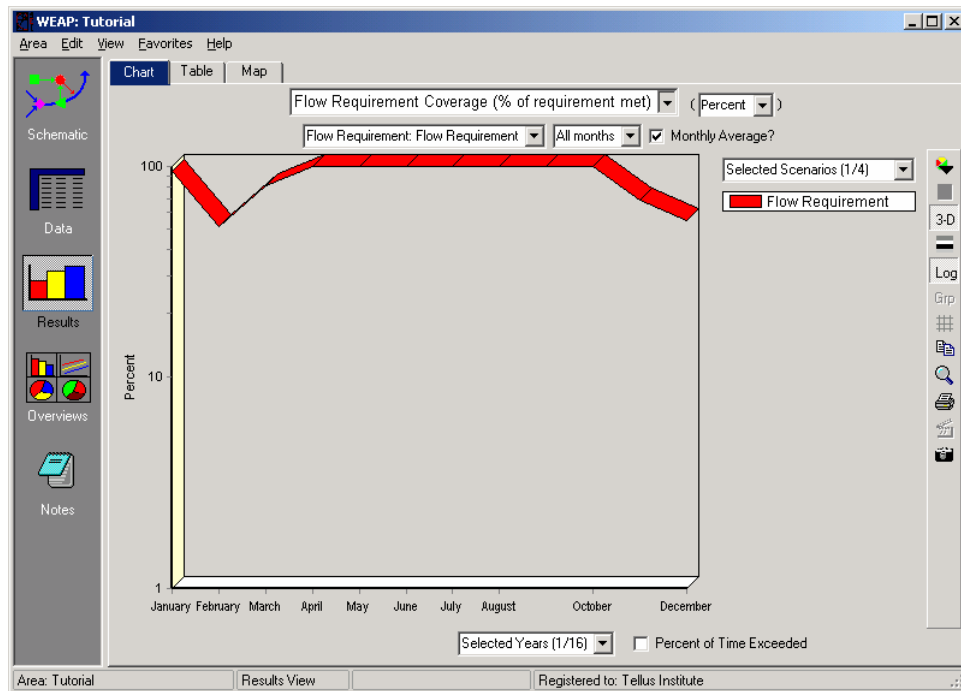 WEAP: Tutorial
Area Edit View Favorites Help
Chart Table Map
Flow Requirement Coverage (% of requirement met) ( Percent )
Flow Requirement: Flow Requirement All months Monthly Average?
Schematic
Data
Results
Overviews
Notes
Selected Scenarios (1/4)
Flow Requirement
3-D
Log
Grp
Percent
100
10
1
January February March April May June July August October December
Selected Years (1/16) Percent of Time Exceeded
Area: Tutorial Results View Registered to: Tellus Institute